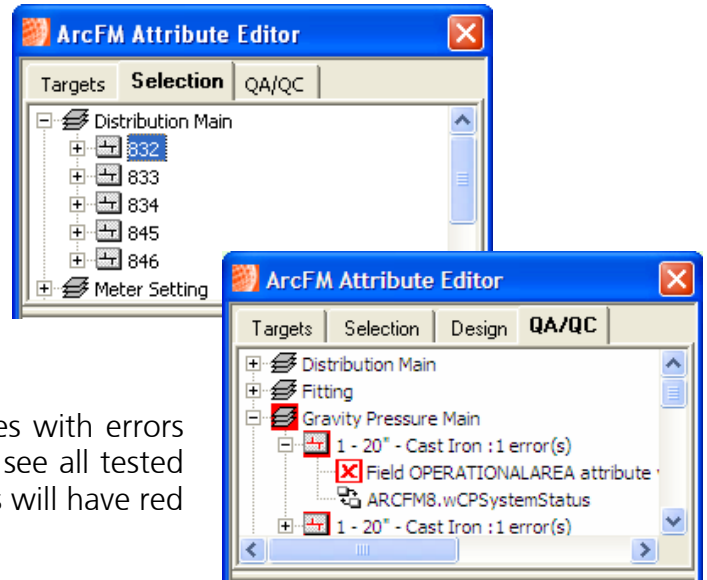 ArcFM Attribute Editor
Targets Selection QA/QC
Distribution Main
832
833
834
845
846
Meter Setting
ArcFM Attribute Editor
Targets Selection Design QA/QC
Distribution Main
Fitting
Gravity Pressure Main
1 - 20" - Cast Iron :1 error(s)
Field OPERATIONALAREA attribute
ARCFM8.wCPSystemStatus
1 - 20" - Cast Iron :1 error(s)
es with errors
see all tested
s will have red